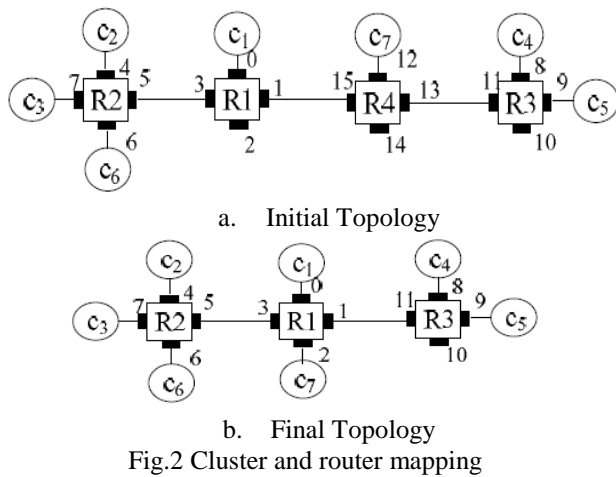 c₂ c₁ c₇ c₄
4 0 12 8
c₃ 7 R2 5 3 R1 1 15 R4 13 11 R3 9 c₅
6 2 14 10
c₆
a. Initial Topology
c₂ c₁ c₄
4 0 8
c₃ 7 R2 5 3 R1 1 11 R3 9 c₅
6 2 10
c₆ c₇
b. Final Topology
Fig.2 Cluster and router mapping